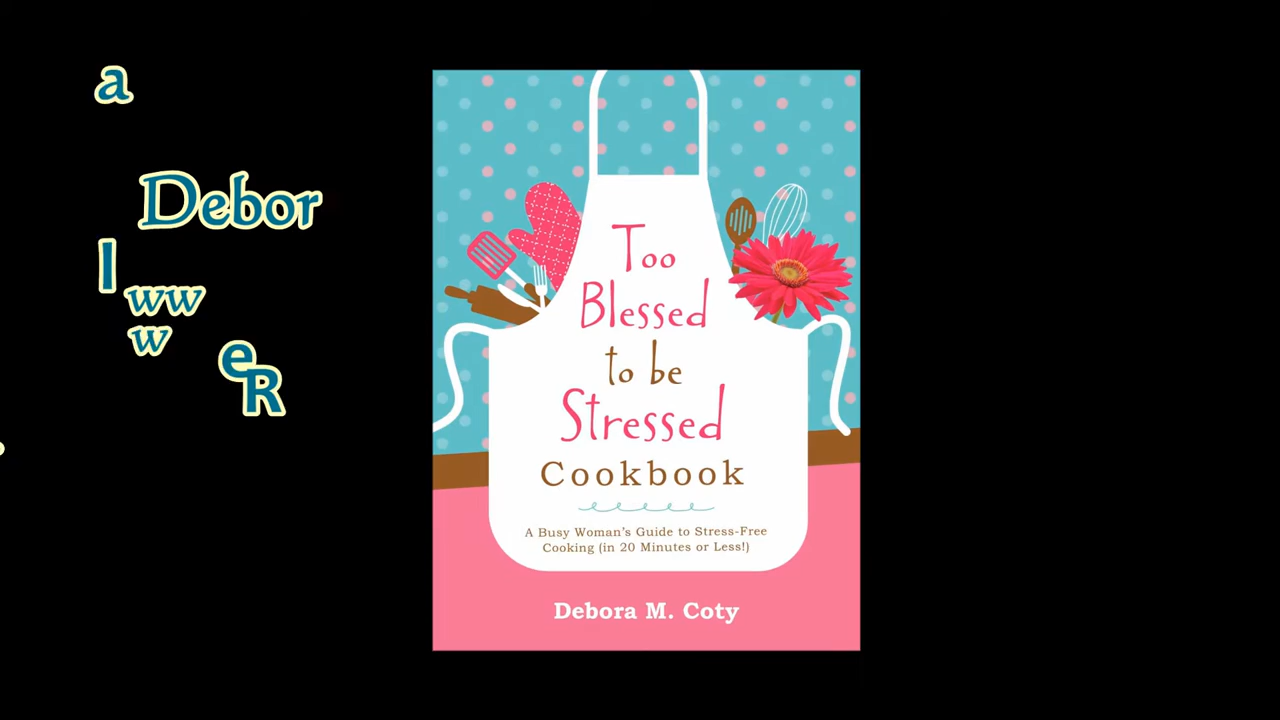 a
Debor
I
ww
w
e
R
Too
Blessed
to be
Stressed
Cookbook
A Busy Woman's Guide to Stress-Free
Cooking (in 20 Minutes or Less!)
Debora M. Coty